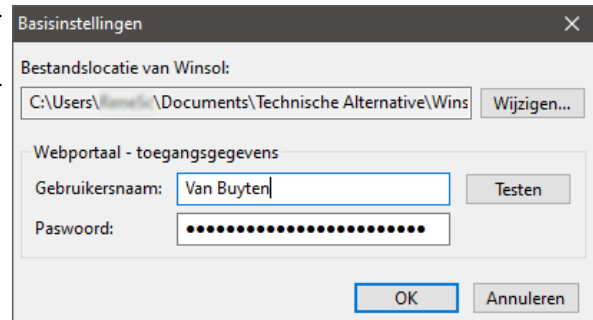 Basisinstellingen
Bestandslocatie van Winsol:
C:\Users\ \Documents\Technische Alternative\Wins Wijzigen...
Webportaal - toegangsgegevens
Gebruikersnaam: Van Buyten Testen
Paswoord: ●●●●●●●●●●●●●●●●●●●●●●●●
OK Annuleren